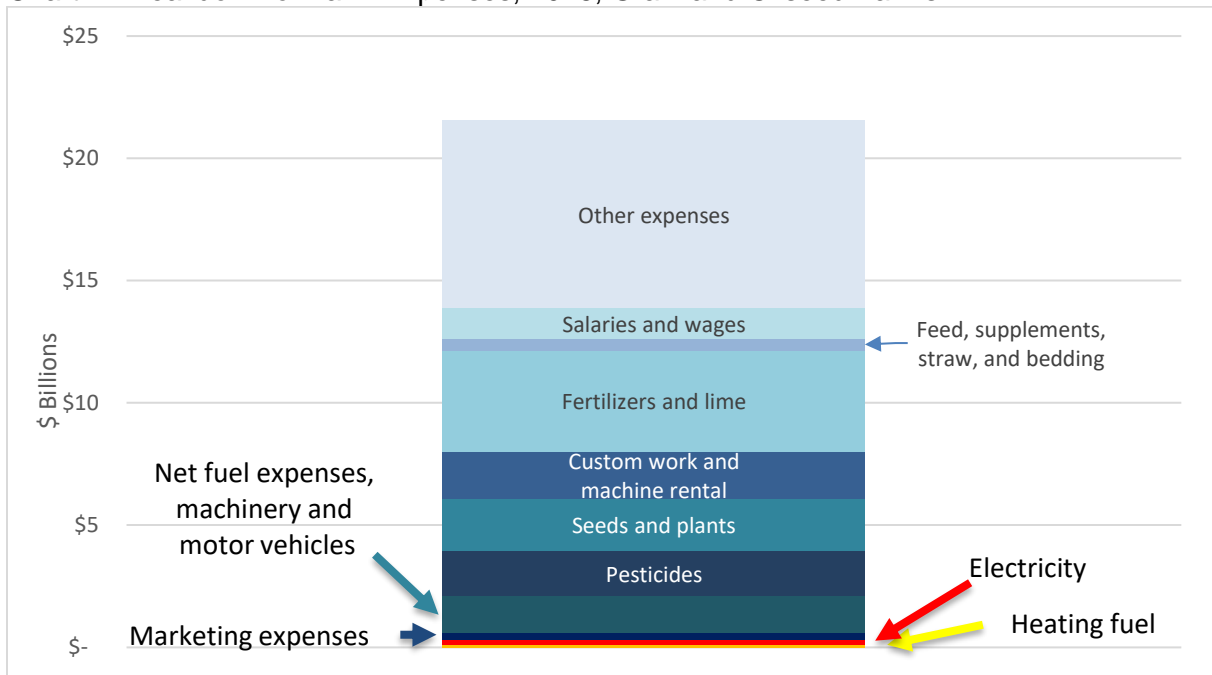 $25
$20
$15
$10
$5
$-
$ Billions
Other expenses
Salaries and wages
Feed, supplements,
straw, and bedding
Fertilizers and lime
Custom work and
machine rental
Net fuel expenses,
machinery and
motor vehicles
Seeds and plants
Pesticides
Electricity
Heating fuel
Marketing expenses